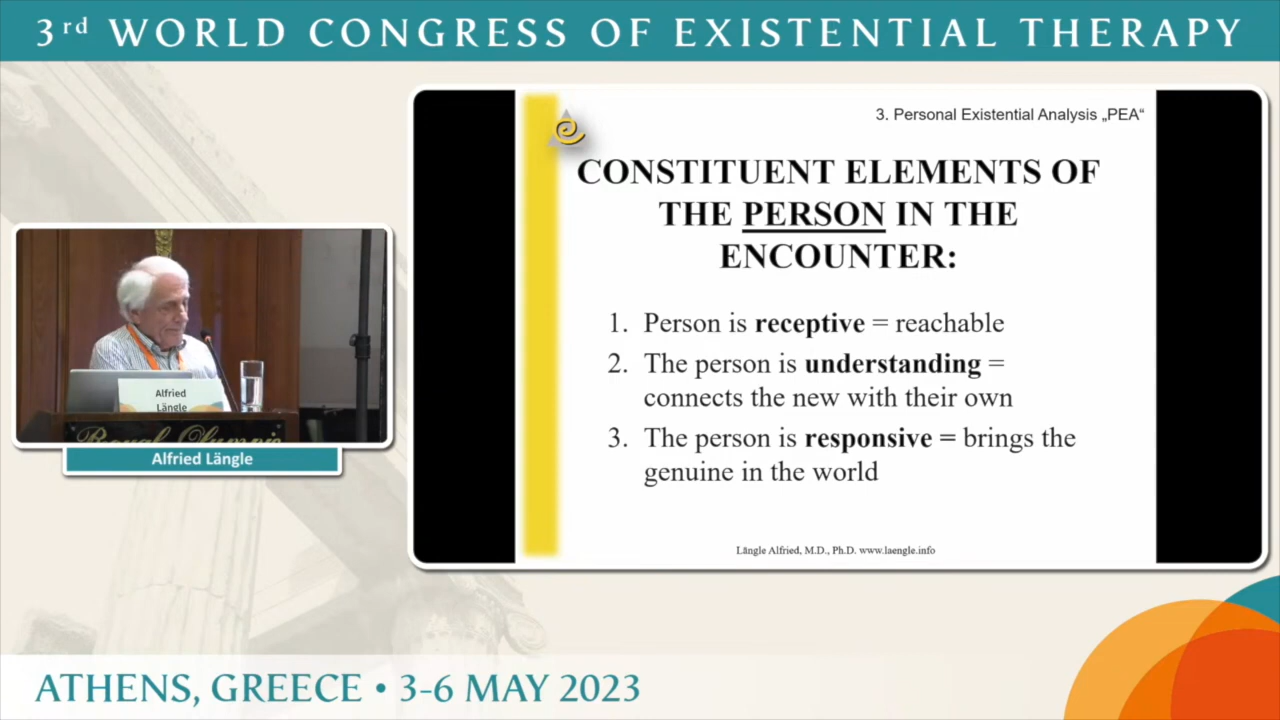 3rd WORLD CONGRESS OF EXISTENTIAL THERAPY
3. Personal Existential Analysis „PEA“
CONSTITUENT ELEMENTS OF
THE PERSON IN THE
ENCOUNTER:
1. Person is receptive = reachable
2. The person is understanding =
connects the new with their own
3. The person is responsive = brings the
genuine in the world
Längle Alfried, M.D., Ph.D. www.laengle.info
Alfried
Längle
Royal Olympic
Alfried Längle
ATHENS, GREECE • 3-6 MAY 2023